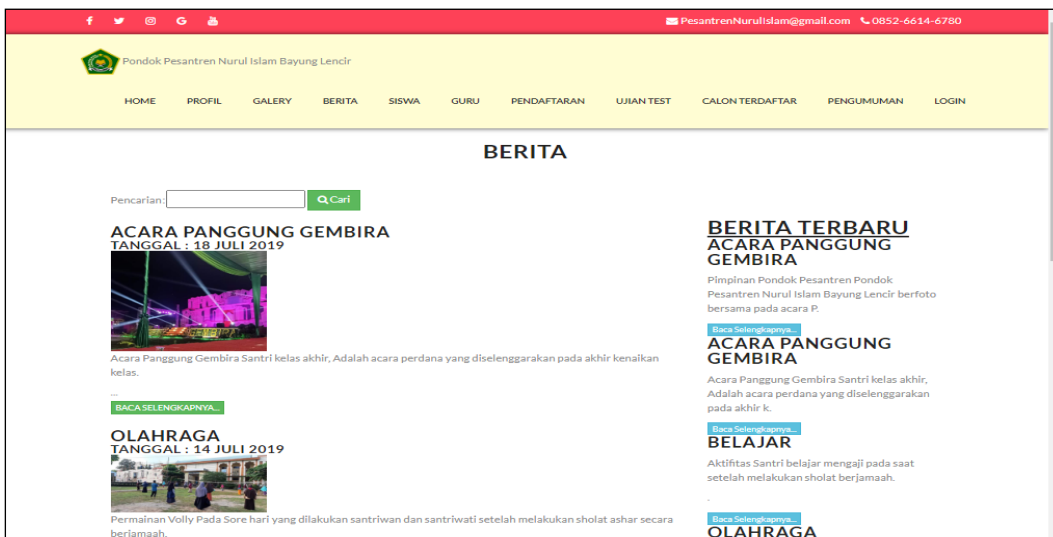 PesantrenNurulIslam@gmail.com 0852-6614-6780
Pondok Pesantren Nurul Islam Bayung Lencir
HOME PROFIL GALERY BERITA SISWA GURU PENDAFTARAN UJIAN TEST CALON TERDAFTAR PENGUMUMAN LOGIN
BERITA
Pencarian: Cari
ACARA PANGGUNG GEMBIRA
TANGGAL : 18 JULI 2019
Acara Panggung Gembira Santri kelas akhir, Adalah acara perdana yang diselenggarakan pada akhir kenaikan
kelas.
...
BACA SELENGKAPNYA...
OLAHRAGA
TANGGAL : 14 JULI 2019
Permainan Volly Pada Sore hari yang dilakukan santriwan dan santriwati setelah melakukan sholat ashar secara
berjamaah.
BERITA TERBARU
ACARA PANGGUNG
GEMBIRA
Pimpinan Pondok Pesantren Pondok
Pesantren Nurul Islam Bayung Lencir berfoto
bersama pada acara P.
Baca Selengkapnya...
ACARA PANGGUNG
GEMBIRA
Acara Panggung Gembira Santri kelas akhir,
Adalah acara perdana yang diselenggarakan
pada akhir k.
Baca Selengkapnya...
BELAJAR
Aktifitas Santri belajar mengaji pada saat
setelah melakukan sholat berjamaah.
.
Baca Selengkapnya...
OLAHRAGA